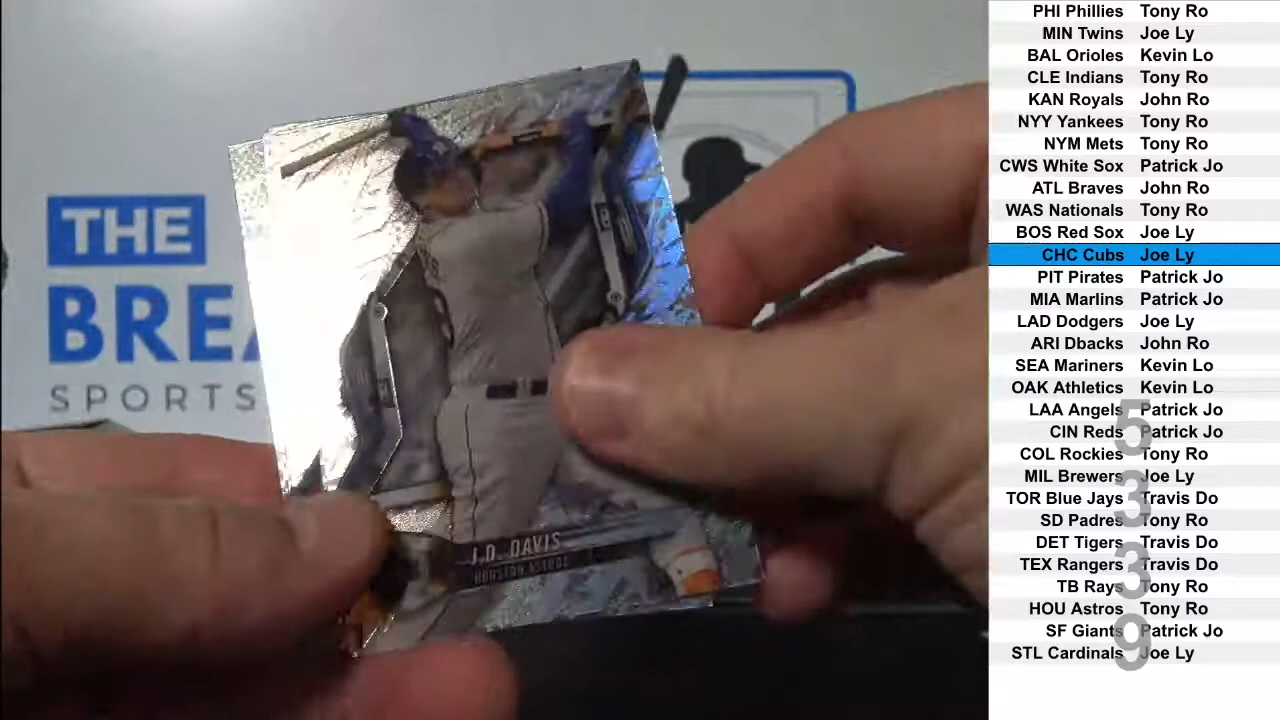 THE
BREA
SPORTS
J.D. DAVIS
HOUSTON ASTROS
PHI Phillies Tony Ro
MIN Twins Joe Ly
BAL Orioles Kevin Lo
CLE Indians Tony Ro
KAN Royals John Ro
NYY Yankees Tony Ro
NYM Mets Tony Ro
CWS White Sox Patrick Jo
ATL Braves John Ro
WAS Nationals Tony Ro
BOS Red Sox Joe Ly
CHC Cubs Joe Ly
PIT Pirates Patrick Jo
MIA Marlins Patrick Jo
LAD Dodgers Joe Ly
ARI Dbacks John Ro
SEA Mariners Kevin Lo
OAK Athletics Kevin Lo
LAA Angels Patrick Jo
CIN Reds Patrick Jo
COL Rockies Tony Ro
MIL Brewers Joe Ly
TOR Blue Jays Travis Do
SD Padres Tony Ro
DET Tigers Travis Do
TEX Rangers Travis Do
TB Rays Tony Ro
HOU Astros Tony Ro
SF Giants Patrick Jo
STL Cardinals Joe Ly
5
3
3
9